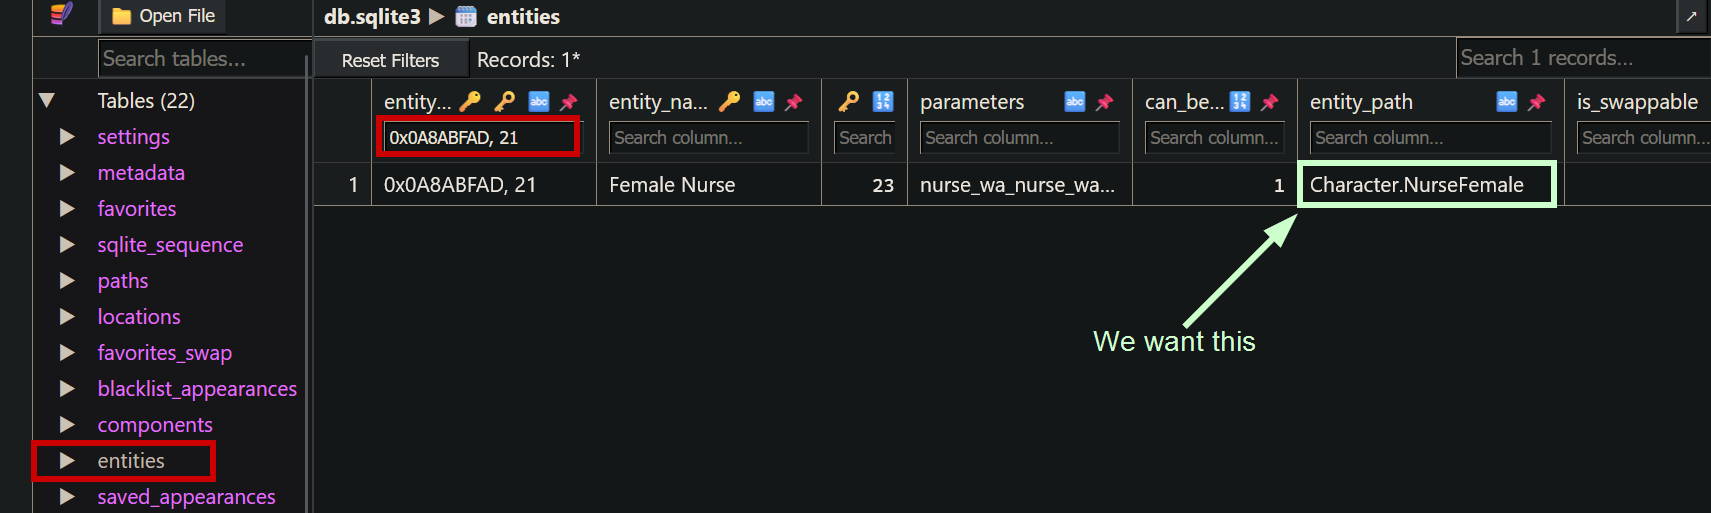 Open File
db.sqlite3 ▶ entities
Search tables...
Reset Filters
Records: 1*
Search 1 records...
Tables (22)
settings
metadata
favorites
sqlite_sequence
paths
locations
favorites_swap
blacklist_appearances
components
entities
saved_appearances
entity...
entity_na...
parameters
can_be...
entity_path
is_swappable
0x0A8ABFAD, 21
Search column...
Search
Search column...
Search column...
Search column...
Search column...
1 0x0A8ABFAD, 21 Female Nurse 23 nurse_wa_nurse_wa... 1 Character.NurseFemale
We want this